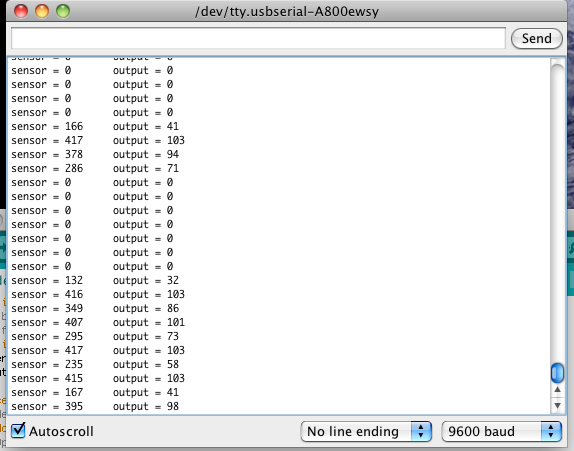 /dev/tty.usbserial-A800ewsy
Send
sensor = 0 output = 0
sensor = 0 output = 0
sensor = 0 output = 0
sensor = 0 output = 0
sensor = 0 output = 0
sensor = 166 output = 41
sensor = 417 output = 103
sensor = 378 output = 94
sensor = 286 output = 71
sensor = 0 output = 0
sensor = 0 output = 0
sensor = 0 output = 0
sensor = 0 output = 0
sensor = 0 output = 0
sensor = 0 output = 0
sensor = 0 output = 0
sensor = 132 output = 32
sensor = 416 output = 103
sensor = 349 output = 86
sensor = 407 output = 101
sensor = 295 output = 73
sensor = 417 output = 103
sensor = 235 output = 58
sensor = 415 output = 103
sensor = 167 output = 41
sensor = 395 output = 98
Autoscroll
No line ending
9600 baud